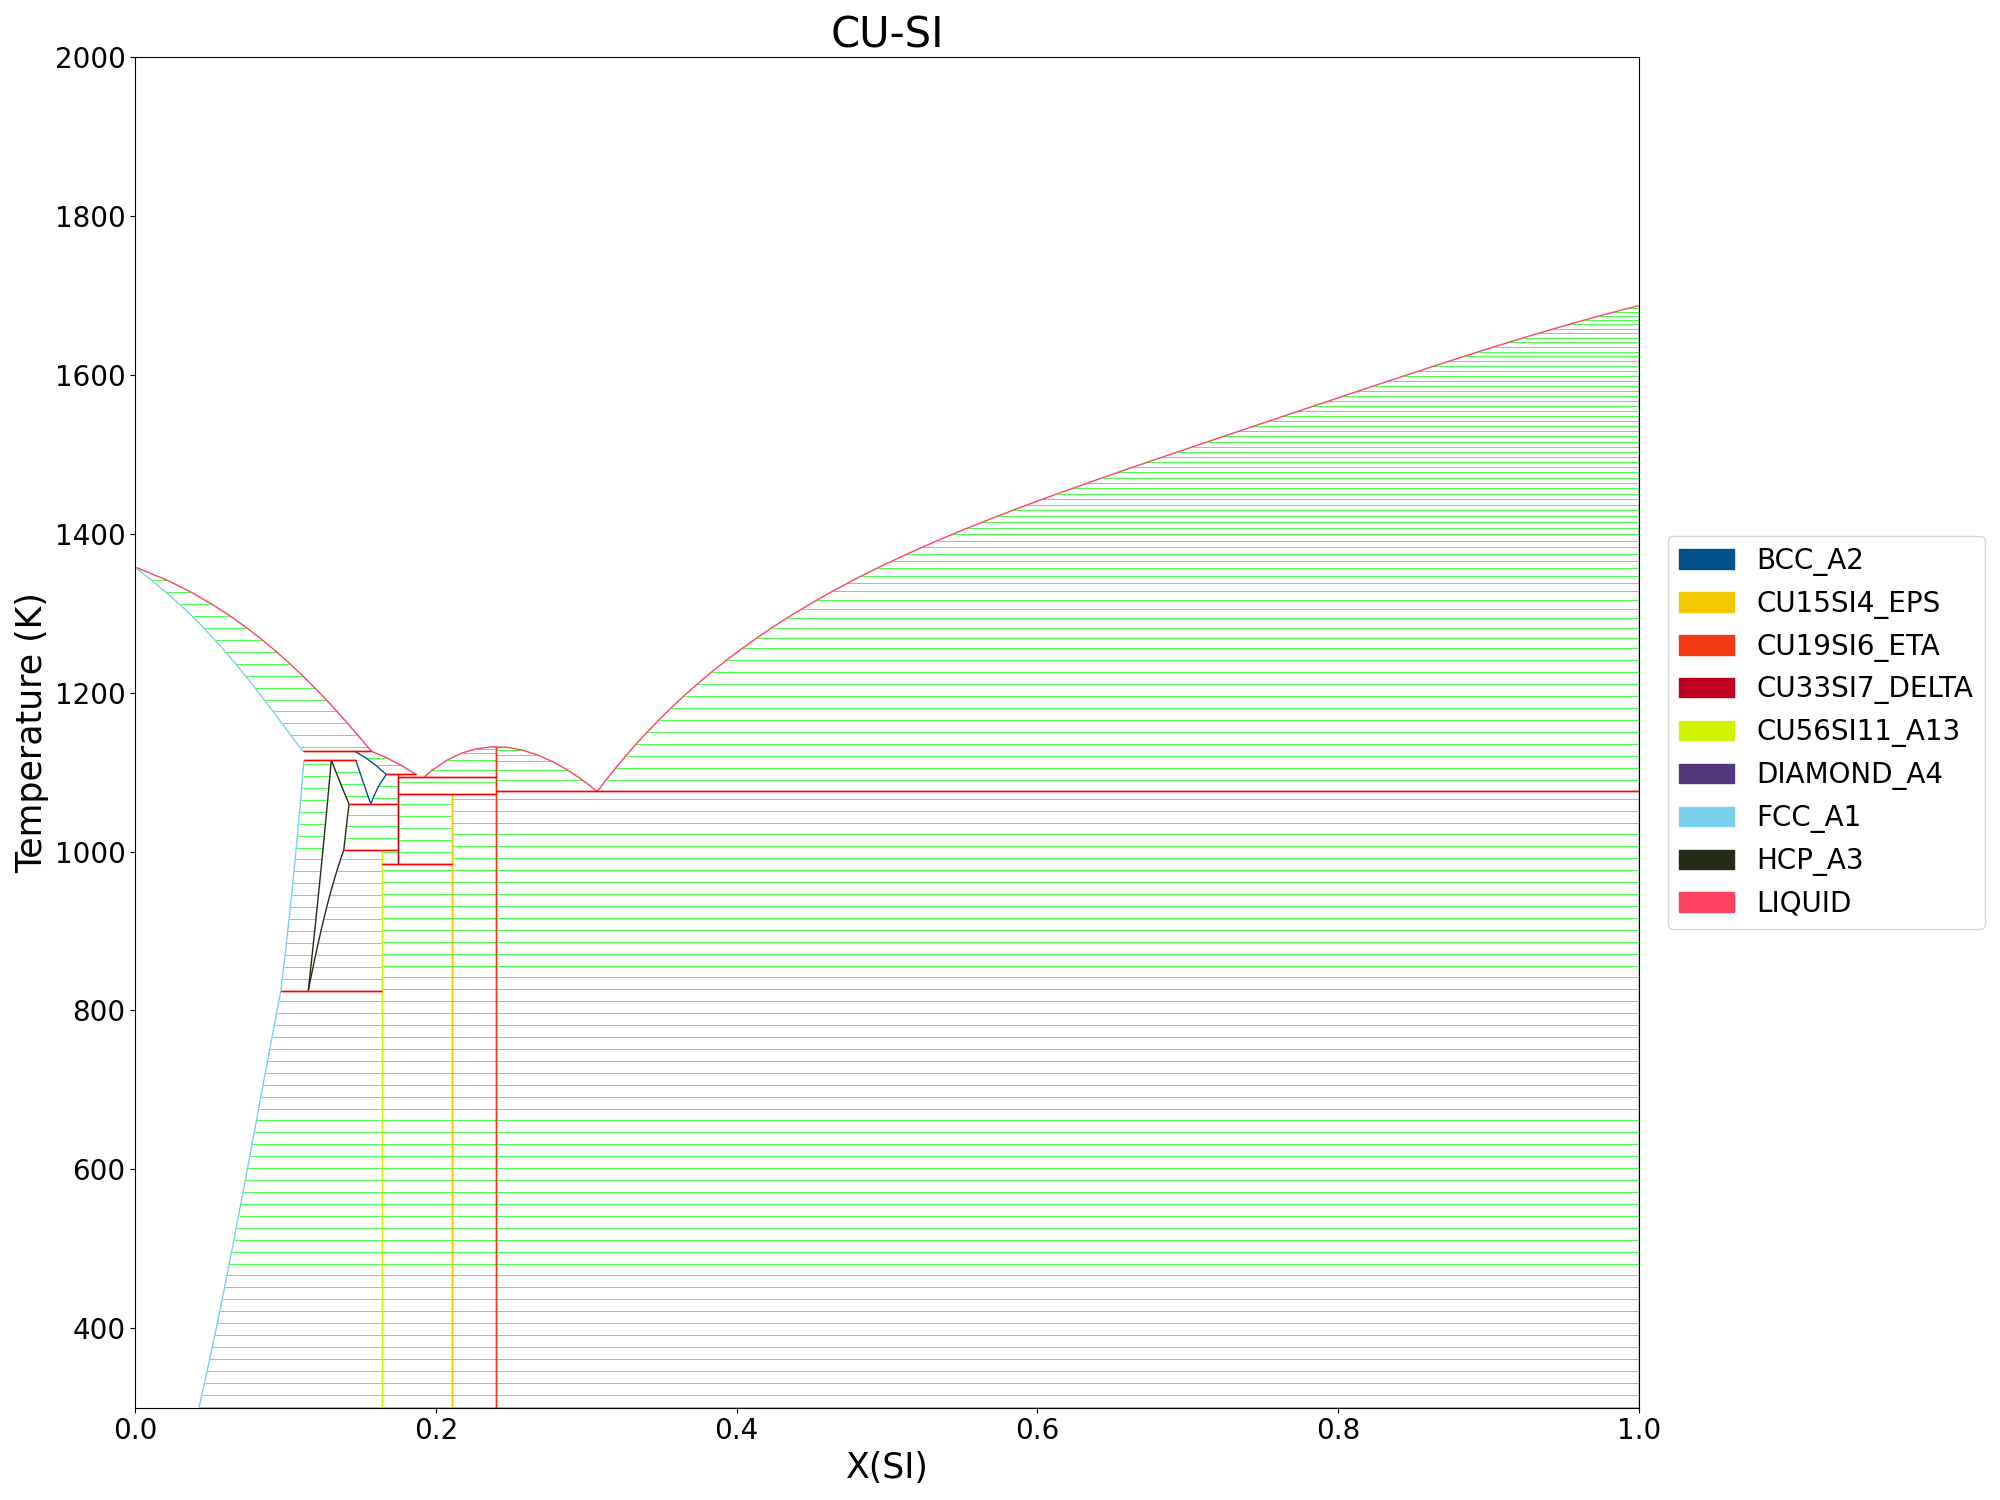 CU-SI
2000
1800
1600
1400
1200
1000
800
600
400
Temperature (K)
0.0 0.2 0.4 0.6 0.8 1.0
X(SI)
BCC_A2
CU15SI4_EPS
CU19SI6_ETA
CU33SI7_DELTA
CU56SI11_A13
DIAMOND_A4
FCC_A1
HCP_A3
LIQUID